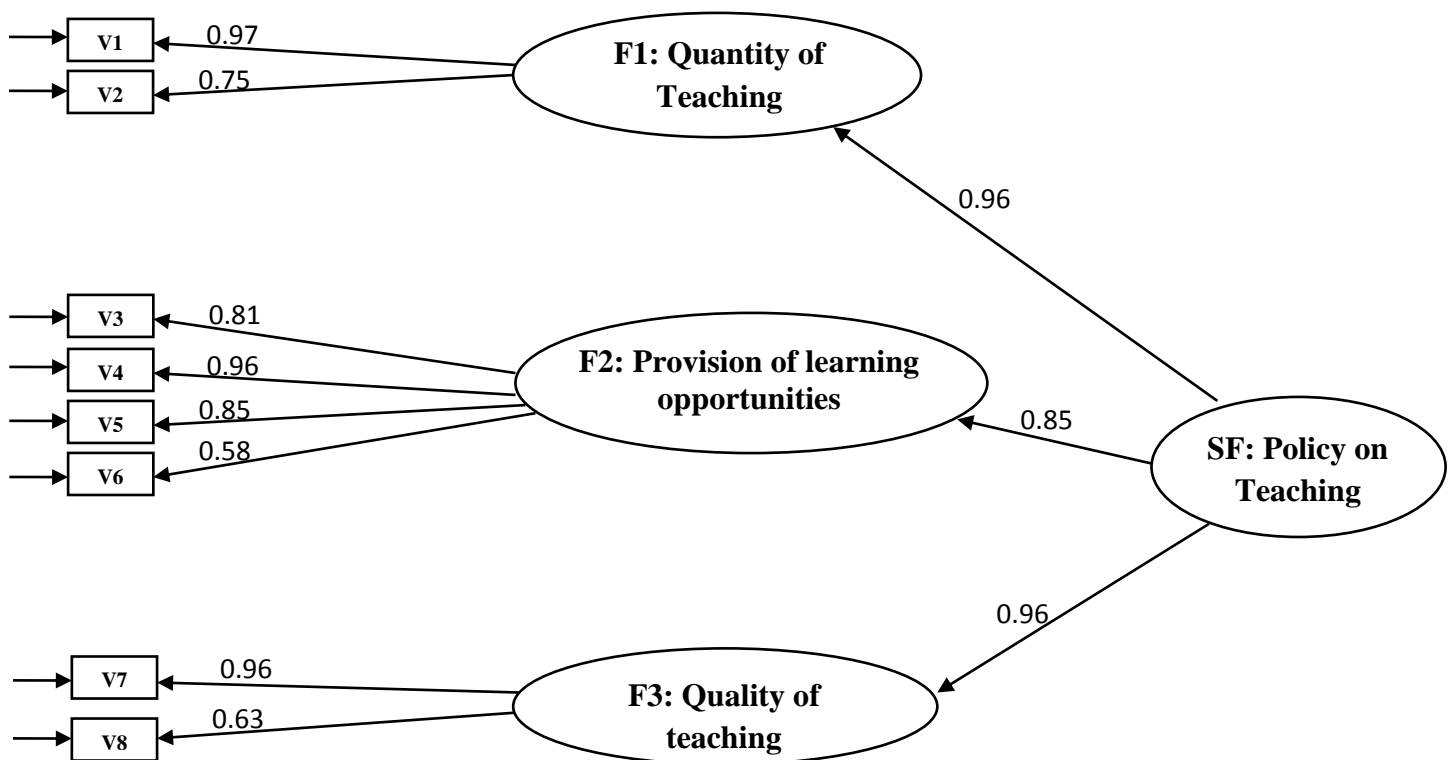 V1
0.97
F1: Quantity of
Teaching
V2
0.75
0.96
V3
0.81
V4
0.96
F2: Provision of learning
opportunities
V5
0.85
0.85
V6
0.58
SF: Policy on
Teaching
0.96
V7
0.96
F3: Quality of
teaching
V8
0.63